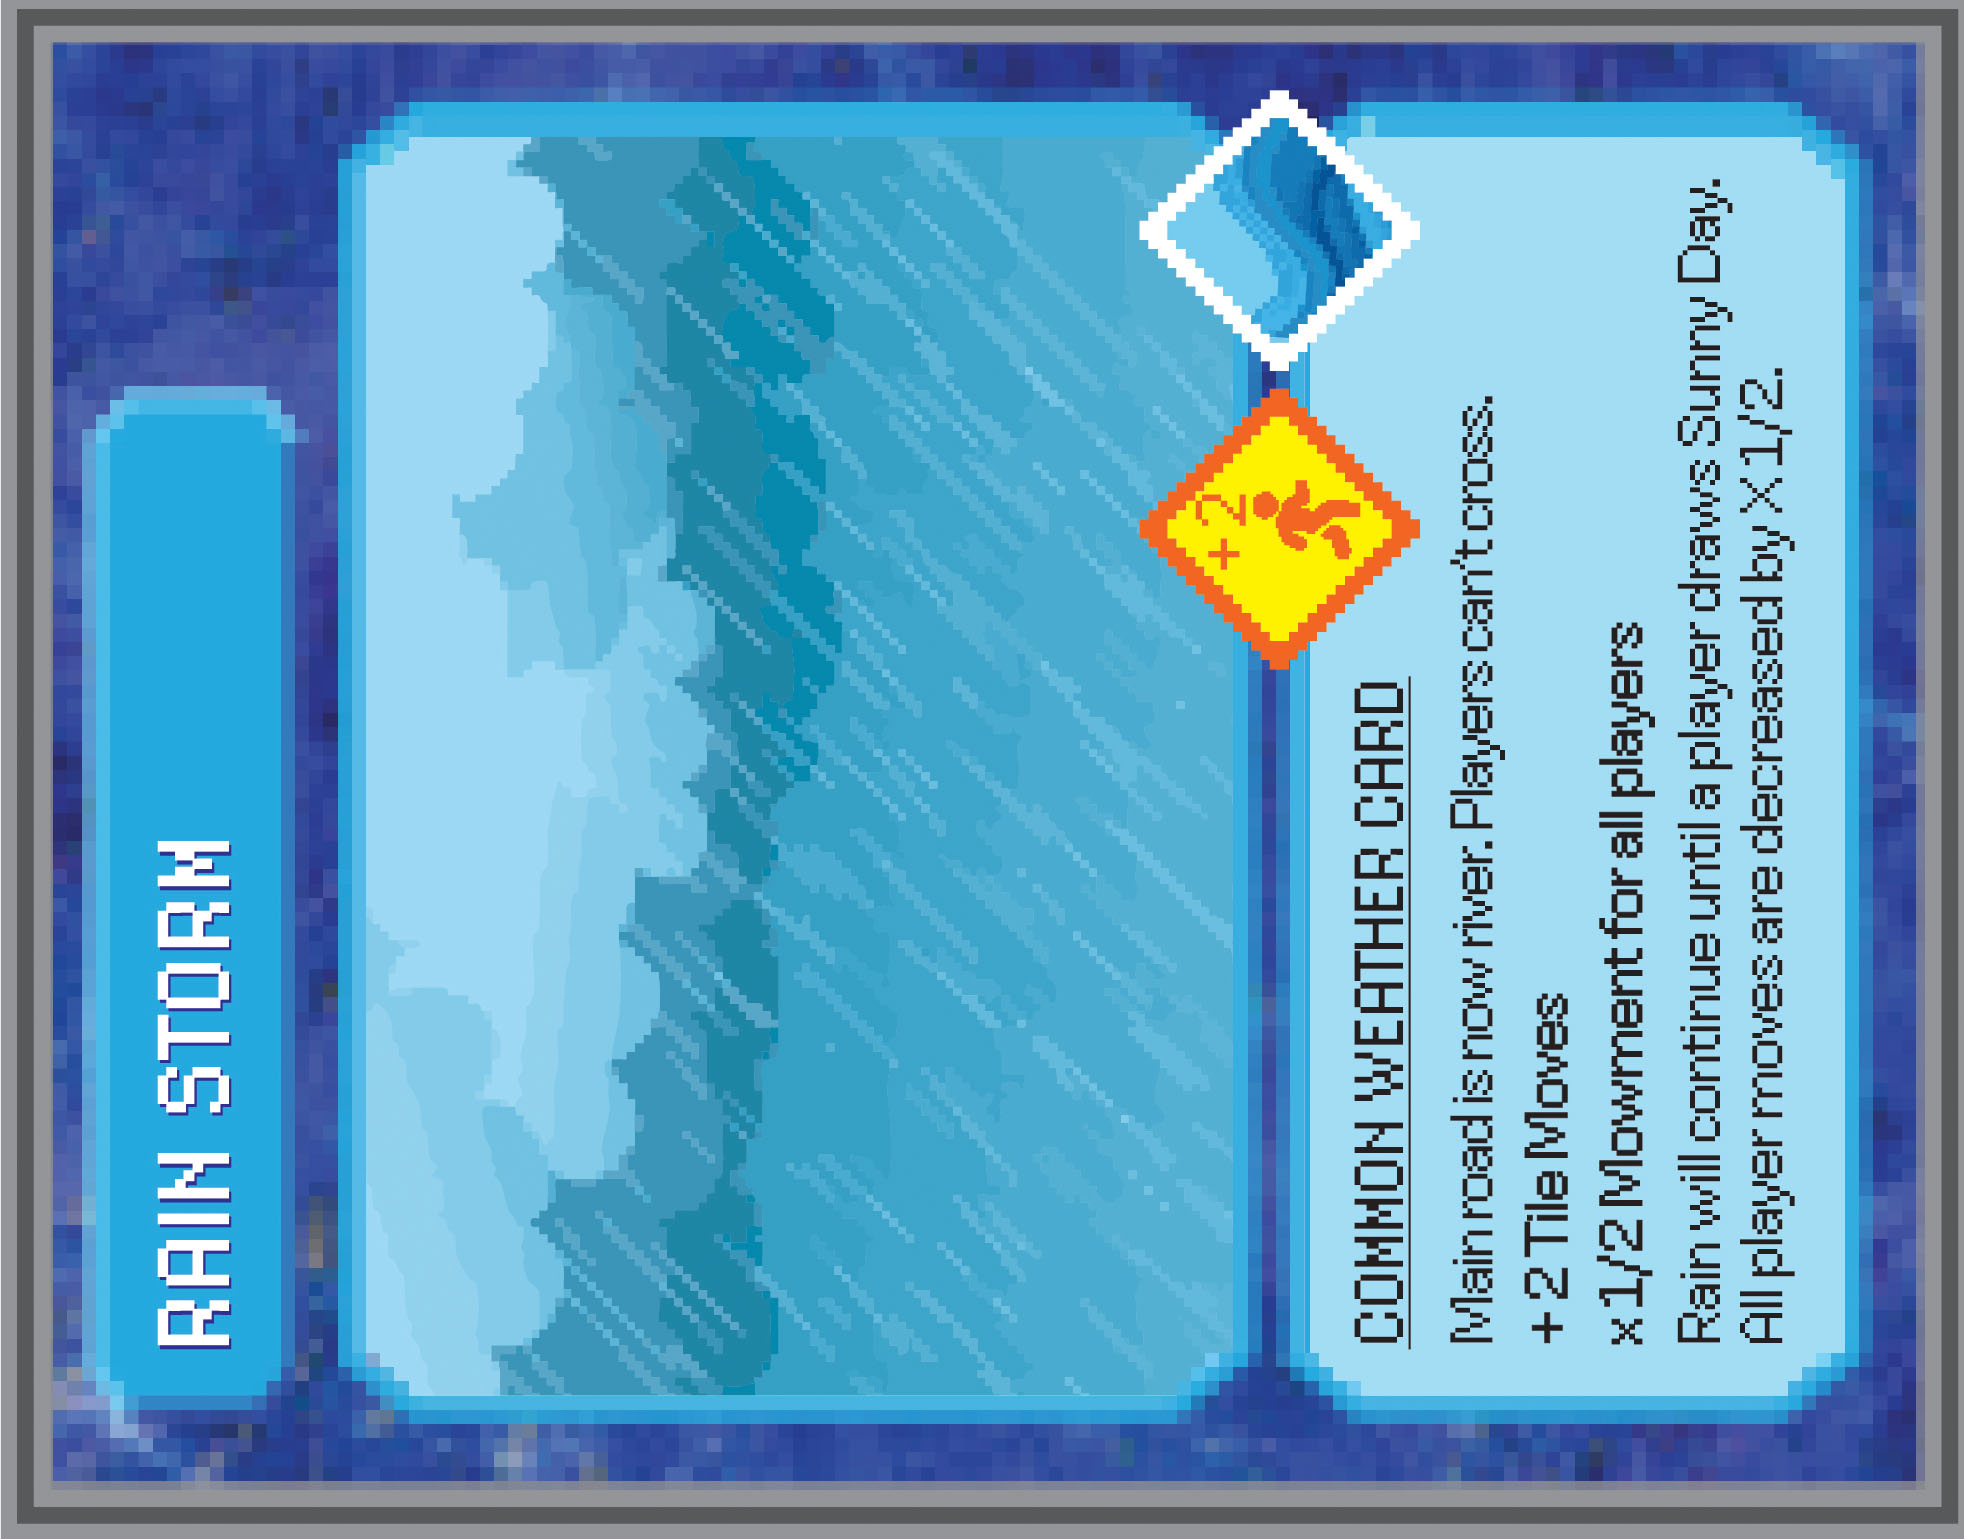 RAIN STORM
+2
COMMON WEATHER CARD
Main road is now river. Players can't cross.
+ 2 Tile Moves
x 1/2 Mowment for all players
Rain will continue until a player draws Sunny Day.
All player moves are decreased by X 1/2.